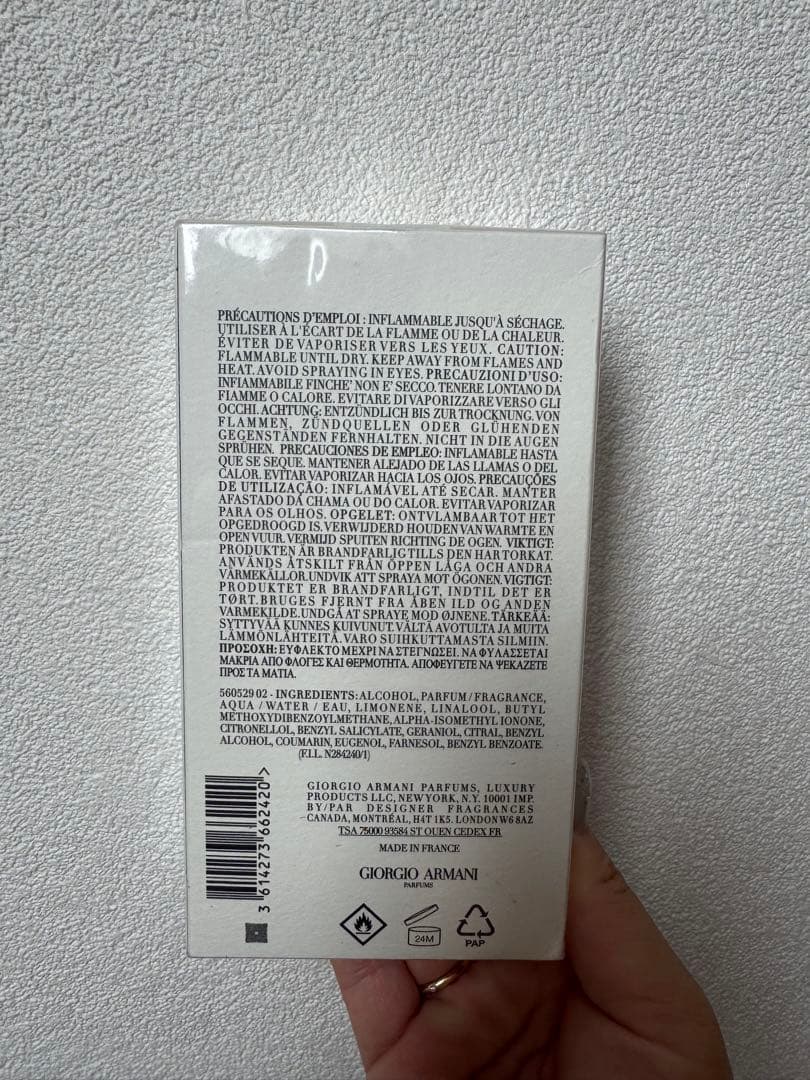 PRÉCAUTIONS D'EMPLOI : INFLAMMABLE JUSQU'À SÉCHAGE.
UTILISER À L'ÉCART DE LA FLAMME OU DE LA CHALEUR.
ÉVITER DE VAPORISER VERS LES YEUX. CAUTION:
FLAMMABLE UNTIL DRY. KEEP AWAY FROM FLAMES AND
HEAT. AVOID SPRAYING IN EYES. PRECAUZIONI D'USO:
INFIAMMABILE FINCHE' NON E' SECCO. TENERE LONTANO DA
FIAMME O CALORE. EVITARE DI VAPORIZZARE VERSO GLI
OCCHI. ACHTUNG: ENTZÜNDLICH BIS ZUR TROCKNUNG. VON
FLAMMEN, ZÜNDQUELLEN ODER GLÜHENDEN
GEGENSTÄNDEN FERNHALTEN. NICHT IN DIE AUGEN
SPRÜHEN. PRECAUCIONES DE EMPLEO: INFLAMABLE HASTA
QUE SE SEQUE. MANTENER ALEJADO DE LAS LLAMAS O DEL
CALOR. EVITAR VAPORIZAR HACIA LOS OJOS. PRECAUÇÕES
DE UTILIZAÇÃO: INFLAMÁVEL ATÉ SECAR. MANTER
AFASTADO DA CHAMA OU DO CALOR. EVITAR VAPORIZAR
PARA OS OLHOS. OPGELET: ONTVLAMBAAR TOT HET
OPGEDROOGD IS. VERWIJDERD HOUDEN VAN WARMTE EN
OPEN VUUR. VERMIJD SPUITEN RICHTING DE OGEN. VIKTIGT:
PRODUKTEN ÄR BRANDFARLIG TILLS DEN HAR TORKAT.
ANVÄNDS ÅTSKILT FRÅN ÖPPEN LÅGA OCH ANDRA
VÄRMEKÄLLOR. UNDVIK ATT SPRAYA MOT ÖGONEN. VIGTIGT:
PRODUKTET ER BRANDFARLIGT, INDTIL DET ER
TØRT. BRUGES FJERNT FRA ÅBEN ILD OG ANDEN
VARMEKILDE. UNDGÅ AT SPRAYE MOD ØJNENE. TÄRKEÄÄ:
SYTTYVÄÄ KUNNES KUIVUNUT. VÄLTÄ AVOTULTA JA MUITA
LÄMMÖNLÄHTEITÄ. VARO SUIHKUTTAMASTA SILMIIN.
ΠΡΟΣΟΧΗ: ΕΥΦΛΕΚΤΟ ΜΕΧΡΙ ΝΑ ΣΤΕΓΝΩΣΕΙ. ΝΑ ΦΥΛΑΣΣΕΤΑΙ
ΜΑΚΡΙΑ ΑΠΟ ΦΛΟΓΕΣ ΚΑΙ ΘΕΡΜΟΤΗΤΑ. ΑΠΟΦΕΥΓΕΤΕ ΝΑ ΨΕΚΑΖΕΤΕ
ΠΡΟΣ ΤΑ ΜΑΤΙΑ.
560529 02 - INGREDIENTS: ALCOHOL, PARFUM / FRAGRANCE,
AQUA / WATER / EAU, LIMONENE, LINALOOL, BUTYL
METHOXYDIBENZOYLMETHANE, ALPHA-ISOMETHYL IONONE,
CITRONELLOL, BENZYL SALICYLATE, GERANIOL, CITRAL, BENZYL
ALCOHOL, COUMARIN, EUGENOL, FARNESOL, BENZYL BENZOATE.
(F.I.L. N284240/1)
GIORGIO ARMANI PARFUMS, LUXURY
PRODUCTS LLC, NEW YORK, N.Y. 10001 IMP.
BY/PAR DESIGNER FRAGRANCES
-CANADA, MONTRÉAL, H4T 1K5. LONDON W6 8AZ
TSA 75000 93584 ST OUEN CEDEX FR
MADE IN FRANCE
GIORGIO ARMANI
PARFUMS
3 614273 662420 >
24M
PAP